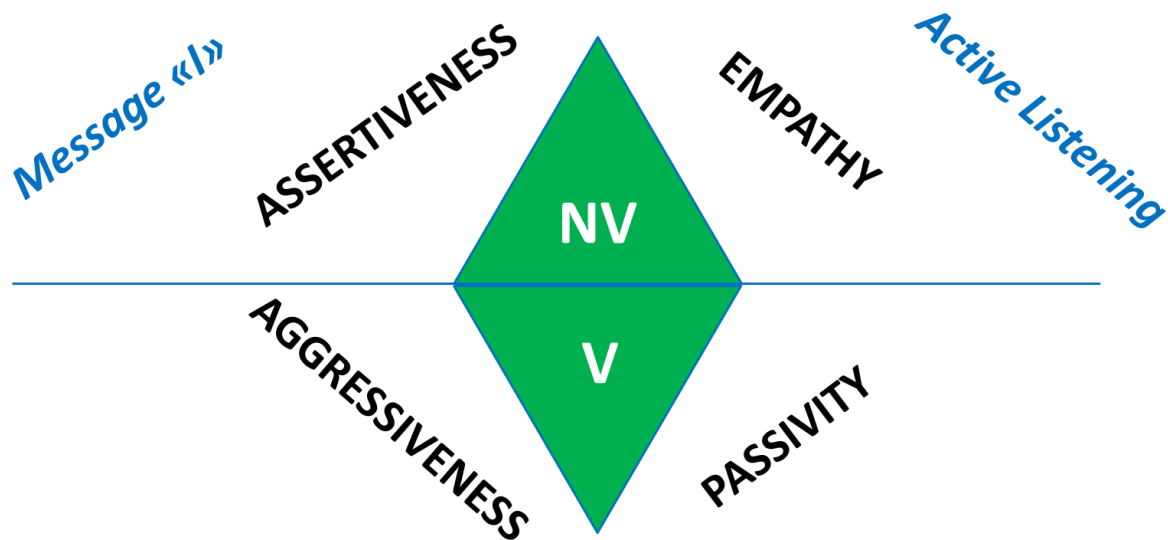 Message «I»
ASSERTIVENESS
EMPATHY
Active Listening
NV
V
AGGRESSIVENESS
PASSIVITY